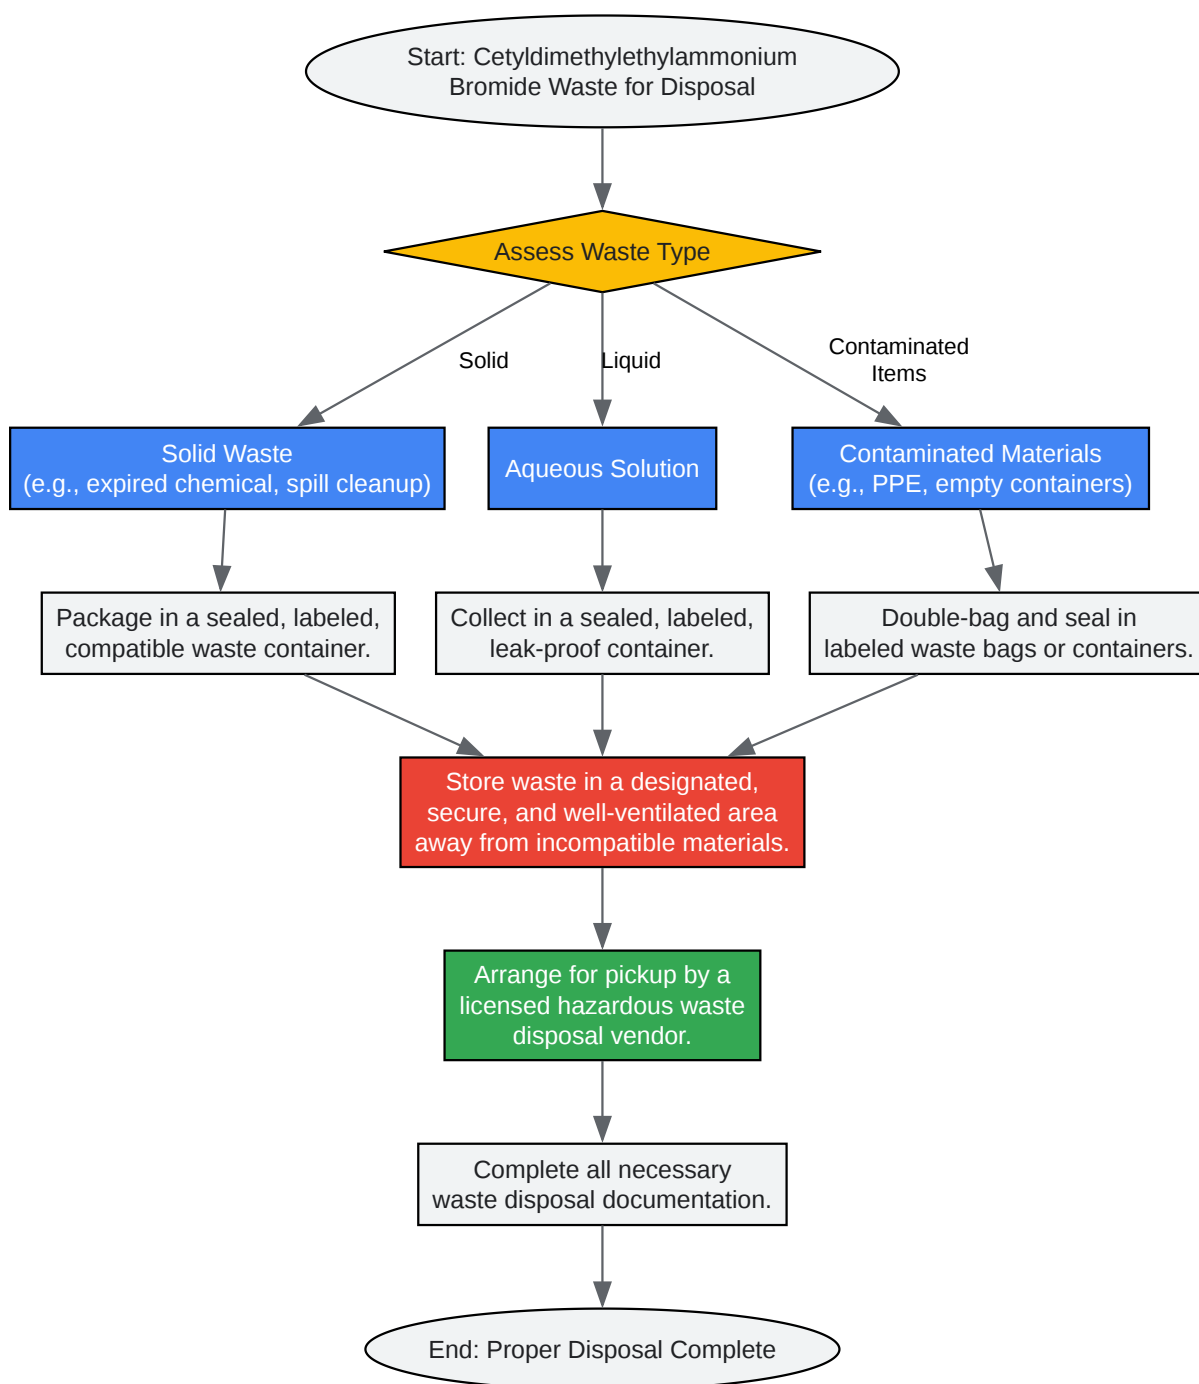 Start: Cetyldimethylethylammonium
Bromide Waste for Disposal
Assess Waste Type
Solid
Liquid
Contaminated
Items
Solid Waste
(e.g., expired chemical, spill cleanup)
Aqueous Solution
Contaminated Materials
(e.g., PPE, empty containers)
Package in a sealed, labeled,
compatible waste container.
Collect in a sealed, labeled,
leak-proof container.
Double-bag and seal in
labeled waste bags or containers.
Store waste in a designated,
secure, and well-ventilated area
away from incompatible materials.
Arrange for pickup by a
licensed hazardous waste
disposal vendor.
Complete all necessary
waste disposal documentation.
End: Proper Disposal Complete